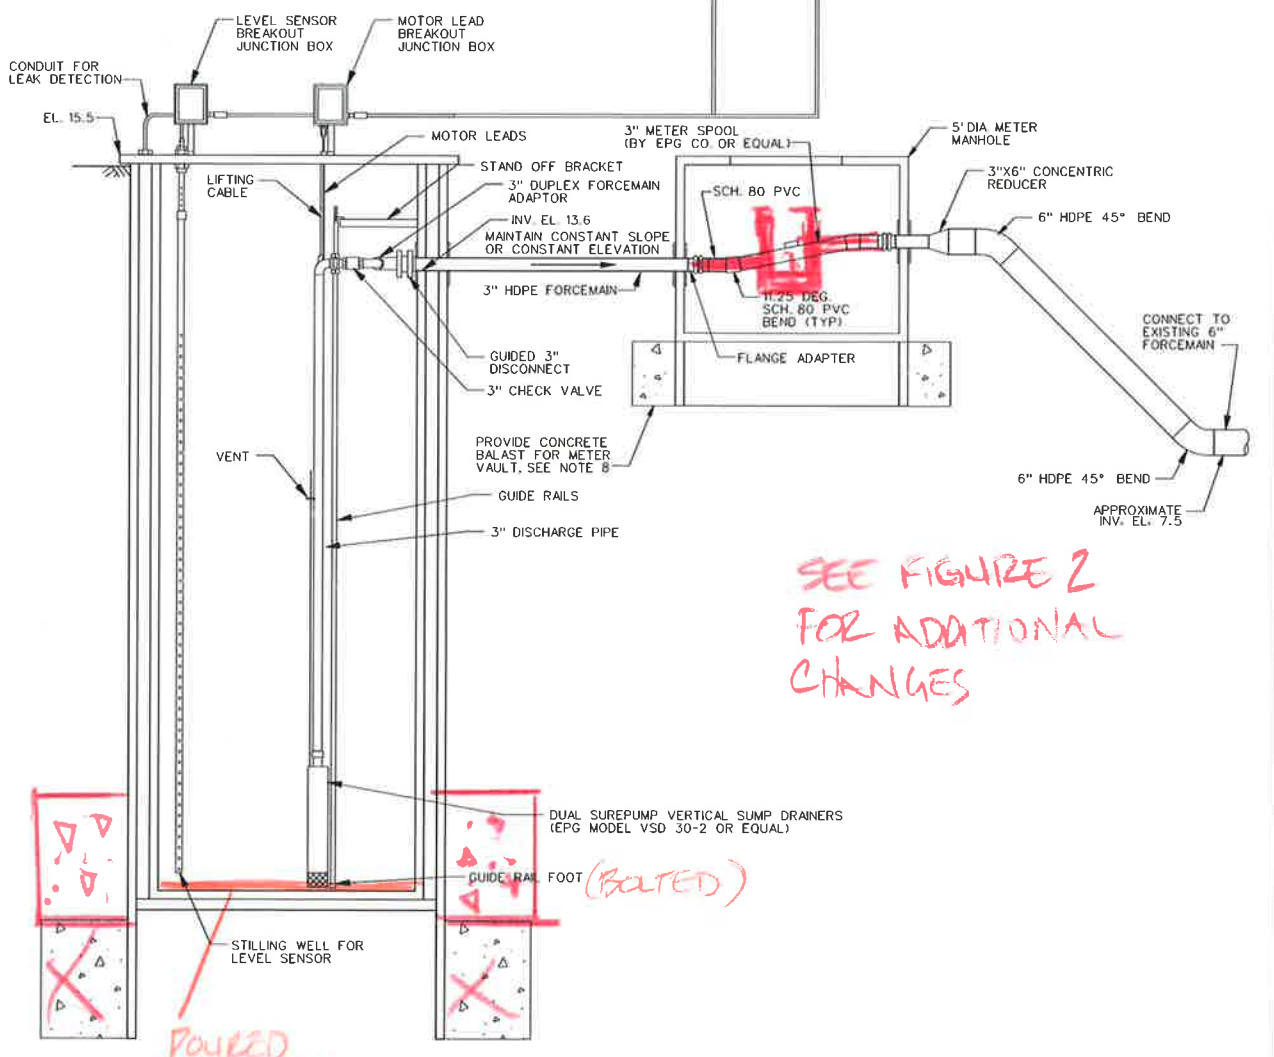 LEVEL SENSOR
BREAKOUT
JUNCTION BOX
MOTOR LEAD
BREAKOUT
JUNCTION BOX
CONDUIT FOR
LEAK DETECTION
EL. 15.5
MOTOR LEADS
3" METER SPOOL
(BY EPG CO. OR EQUAL)
5' DIA. METER
MANHOLE
STAND OFF BRACKET
LIFTING
CABLE
3" DUPLEX FORCEMAIN
ADAPTOR
SCH. 80 PVC
3"X6" CONCENTRIC
REDUCER
INV. EL. 13.6
MAINTAIN CONSTANT SLOPE
OR CONSTANT ELEVATION
6" HDPE 45° BEND
3" HDPE FORCEMAIN
11.25 DEG.
SCH. 80 PVC
BEND (TYP)
CONNECT TO
EXISTING 6"
FORCEMAIN
GUIDED 3"
DISCONNECT
FLANGE ADAPTER
3" CHECK VALVE
PROVIDE CONCRETE
BALAST FOR METER
VAULT, SEE NOTE 8
VENT
6" HDPE 45° BEND
GUIDE RAILS
APPROXIMATE
INV. EL. 7.5
3" DISCHARGE PIPE
SEE FIGURE 2
FOR ADDITIONAL
CHANGES
DUAL SUREPUMP VERTICAL SUMP DRAINERS
(EPG MODEL VSD 30-2 OR EQUAL)
GUIDE RAIL FOOT (BOLTED)
STILLING WELL FOR
LEVEL SENSOR
POURED